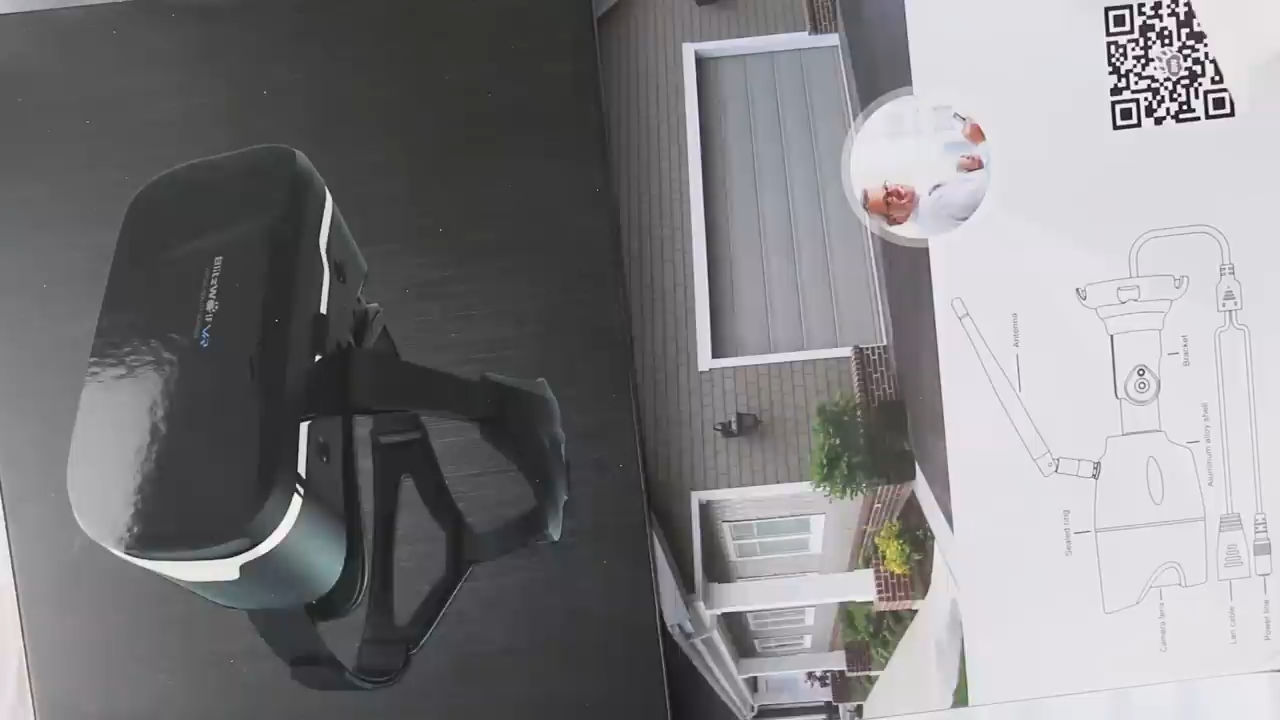 BlitzWolf VR
Antenna
Bracket
Aluminum alloy shell
Sealed ring
Camera lens
Lan cable
Power line